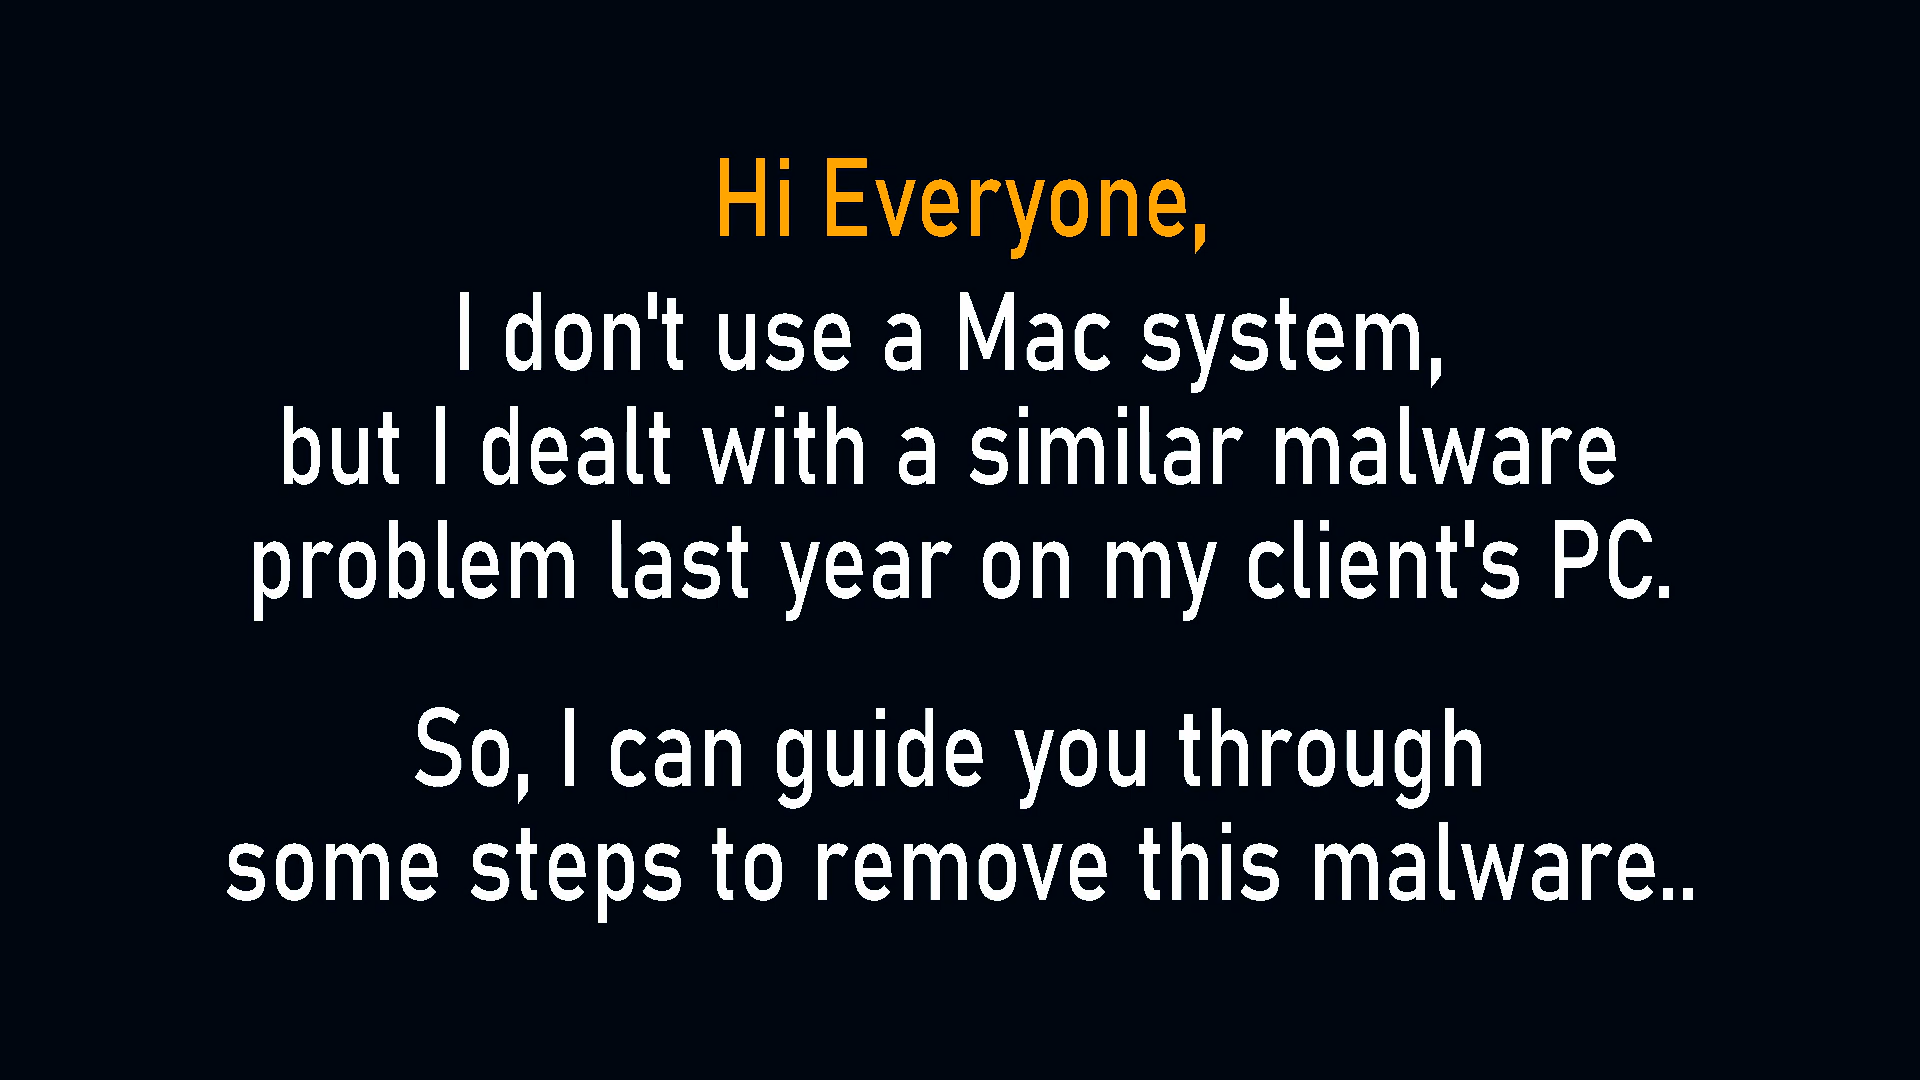 Hi Everyone,
I don't use a Mac system,
but I dealt with a similar malware
problem last year on my client's PC.
So, I can guide you through
some steps to remove this malware..